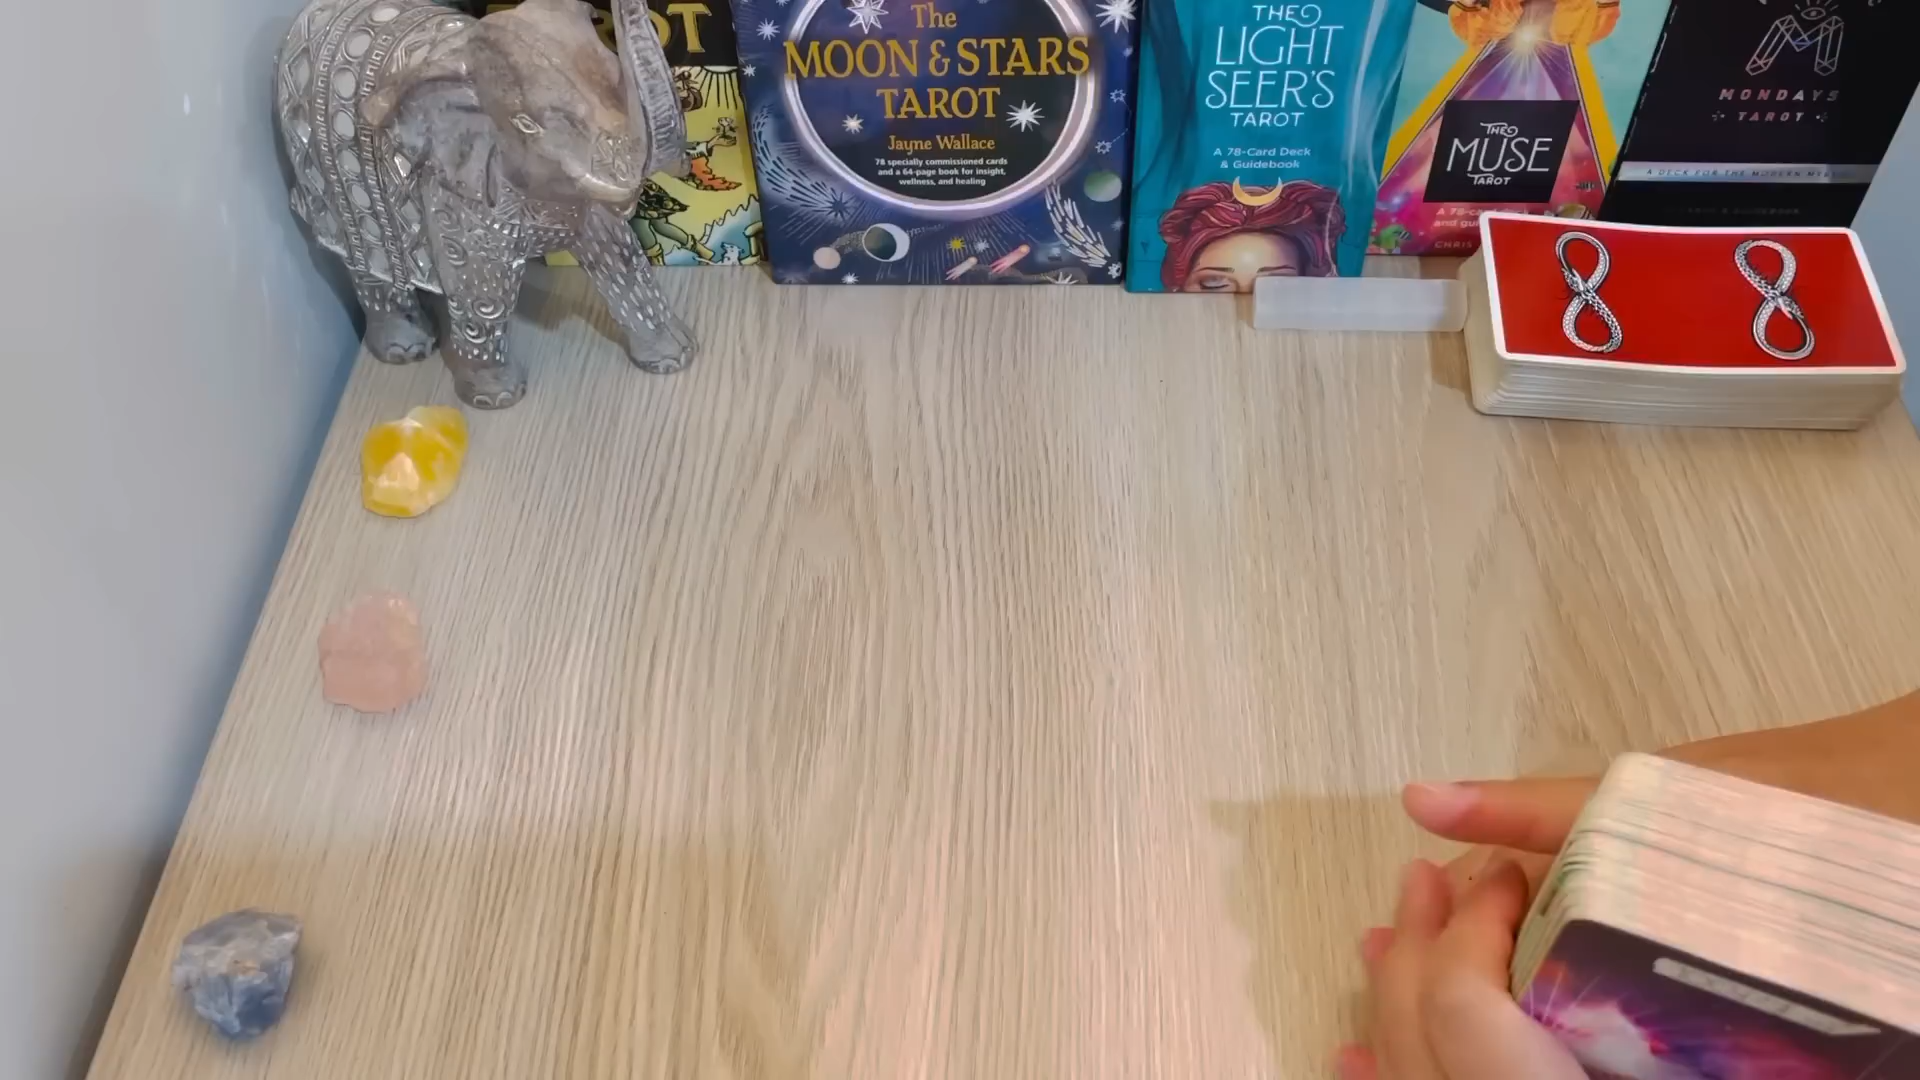 TAROT
The
MOON & STARS
TAROT
Jayne Wallace
78 specially commissioned cards
and a 64-page book for insight,
wellness, and healing
THE
LIGHT
SEER'S
TAROT
A 78-Card Deck
& Guidebook
THE
MUSE
TAROT
A 78-card
and gui
CHRIS
M
MONDAYS
TAROT
A DECK FOR THE MODERN